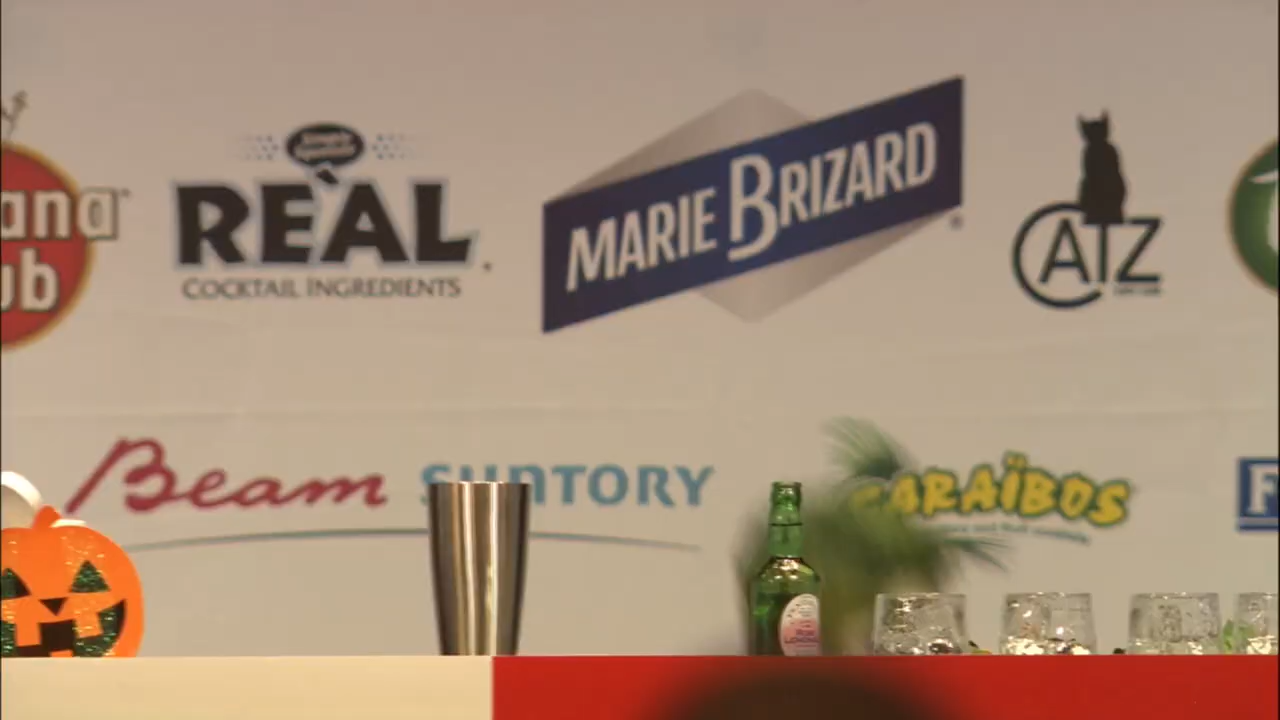 ana
ub
REAL
COCKTAIL INGREDIENTS
MARIE BRIZARD
CATZ
Beam SUNTORY
CARAÏBOS
F